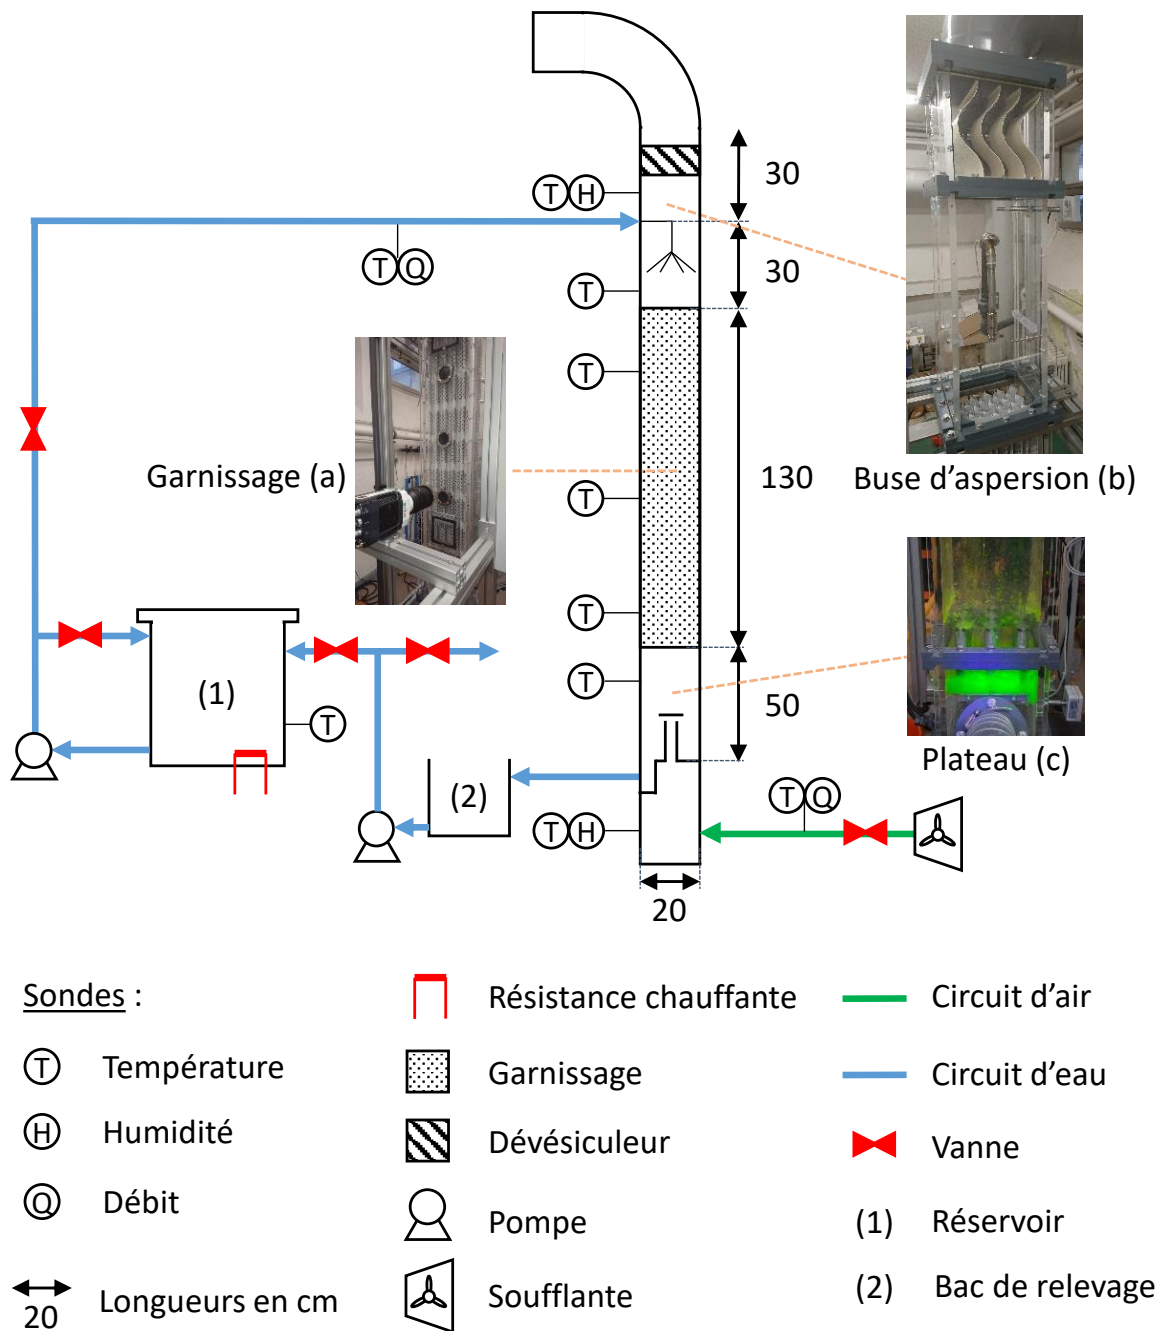 30
T H
T Q
30
T
T
Garnissage (a)
130
Buse d'aspersion (b)
T
T
(1)
T
T
50
Plateau (c)
(2)
T Q
T H
20
Sondes :
T Température
H Humidité
Q Débit
20 Longueurs en cm
Résistance chauffante
Garnissage
Dévésiculeur
Pompe
Soufflante
Circuit d'air
Circuit d'eau
Vanne
(1) Réservoir
(2) Bac de relevage